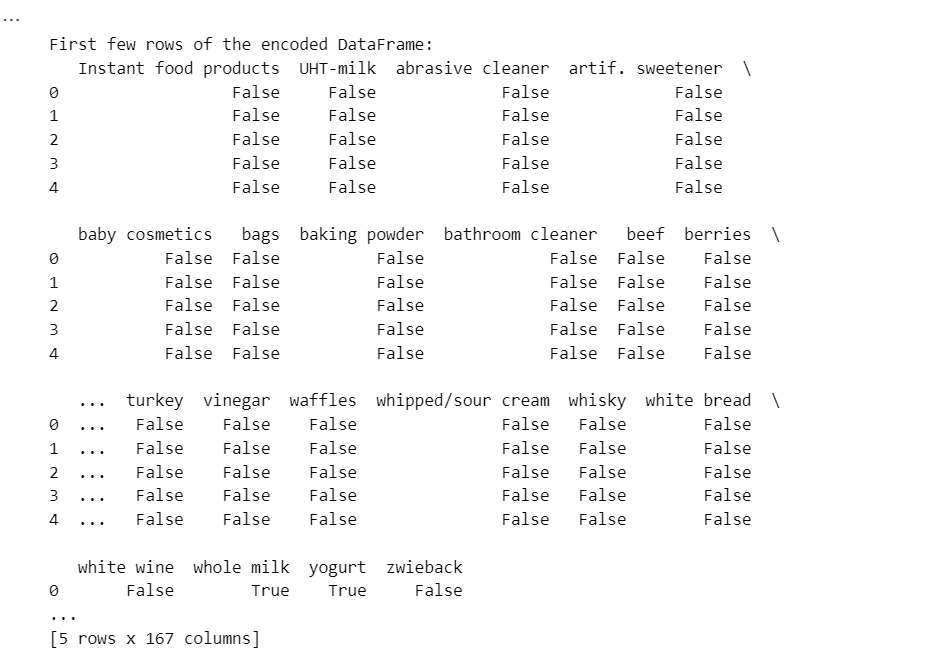 ...
First few rows of the encoded DataFrame:
Instant food products UHT-milk abrasive cleaner artif. sweetener \
0 False False False False
1 False False False False
2 False False False False
3 False False False False
4 False False False False
baby cosmetics bags baking powder bathroom cleaner beef berries \
0 False False False False False False
1 False False False False False False
2 False False False False False False
3 False False False False False False
4 False False False False False False
... turkey vinegar waffles whipped/sour cream whisky white bread \
0 ... False False False False False False
1 ... False False False False False False
2 ... False False False False False False
3 ... False False False False False False
4 ... False False False False False False
white wine whole milk yogurt zwieback
0 False True True False
...
[5 rows x 167 columns]